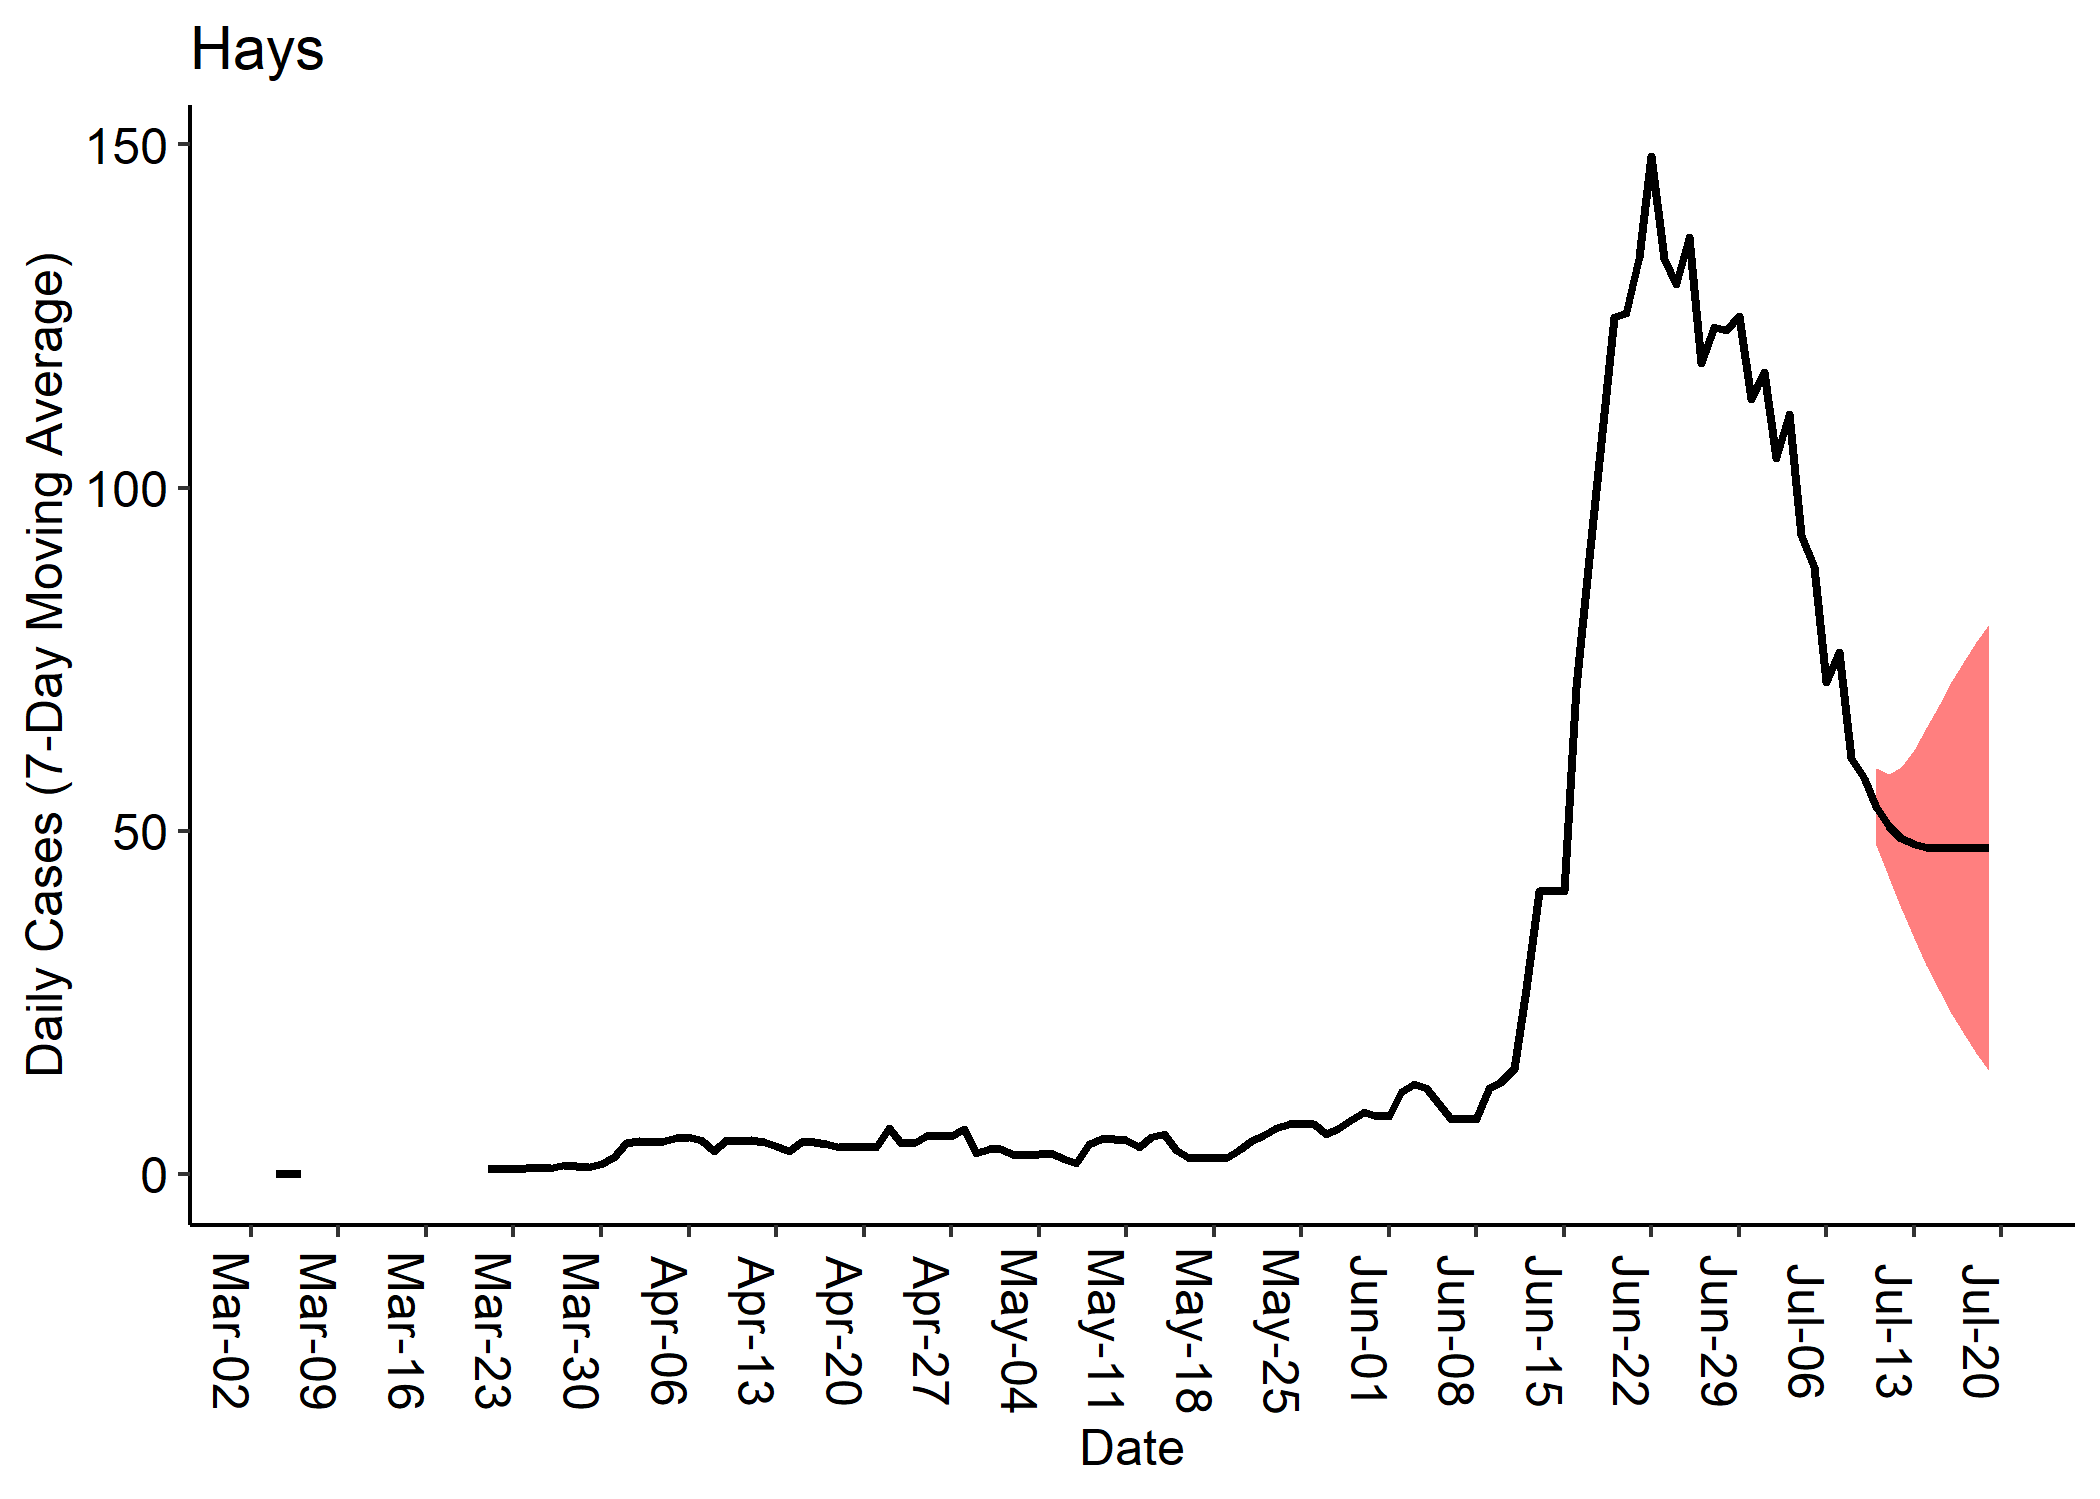 Hays
Daily Cases (7-Day Moving Average)
150
100
50
0
Mar-02
Mar-09
Mar-16
Mar-23
Mar-30
Apr-06
Apr-13
Apr-20
Apr-27
May-04
May-11
May-18
May-25
Jun-01
Jun-08
Jun-15
Jun-22
Jun-29
Jul-06
Jul-13
Jul-20
Date